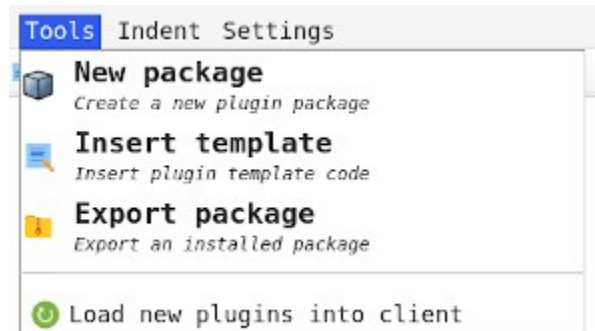 Tools Indent Settings
New package
Create a new plugin package
Insert template
Insert plugin template code
Export package
Export an installed package
Load new plugins into client